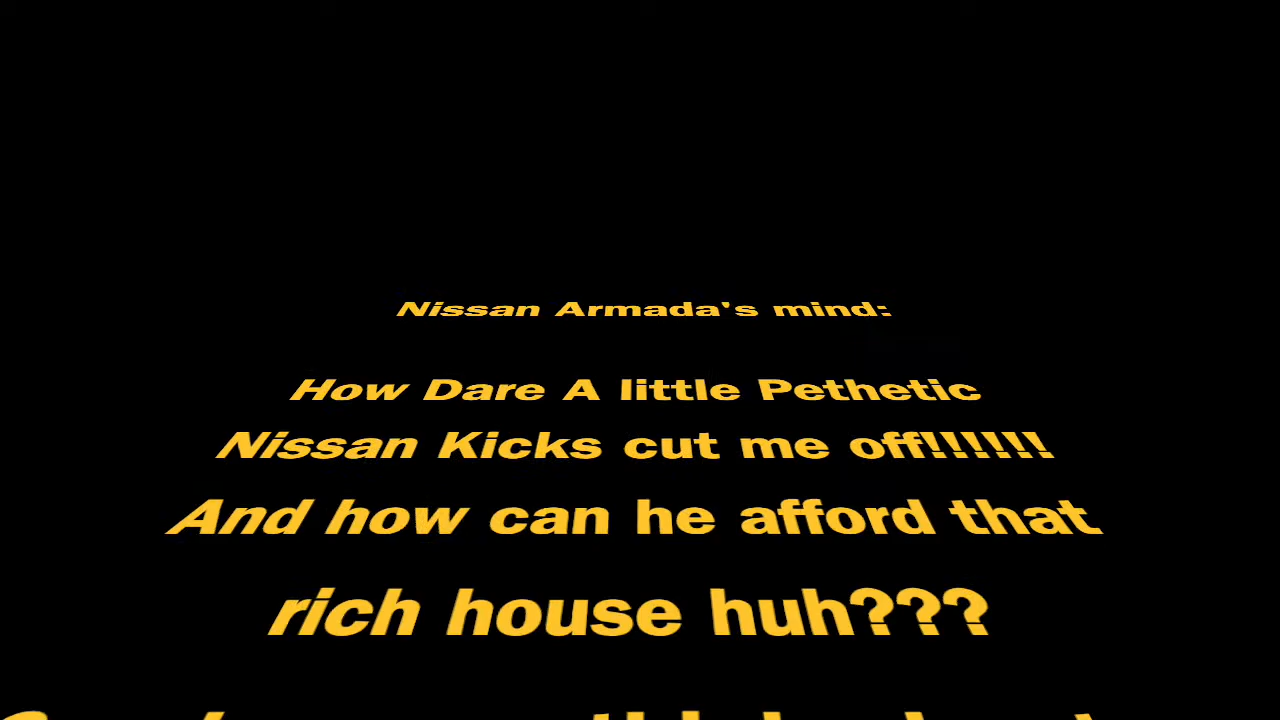 Nissan Armada's mind:
How Dare A little Pethetic
Nissan Kicks cut me off!!!!!!
And how can he afford that
rich house huh???